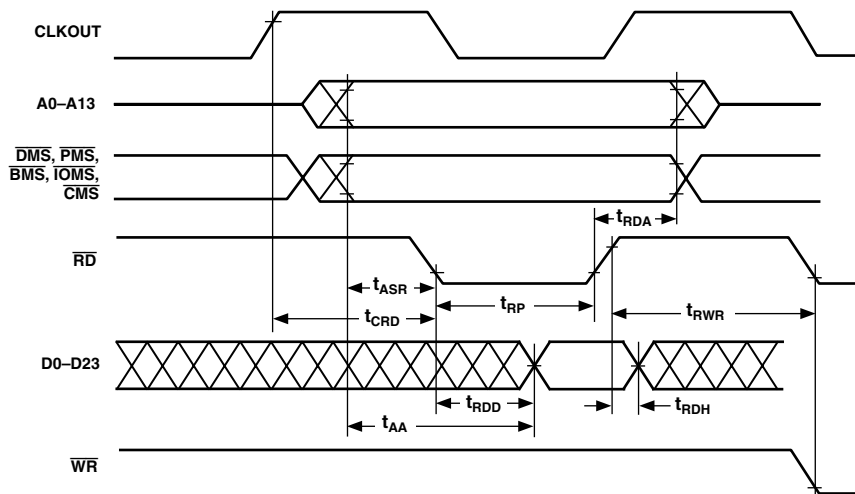 CLKOUT
A0–A13
DMS, PMS,
BMS, IOMS,
CMS
tRDA
RD
tASR
tCRD
tRP
tRWR
D0–D23
tRDD
tRDH
tAA
WR